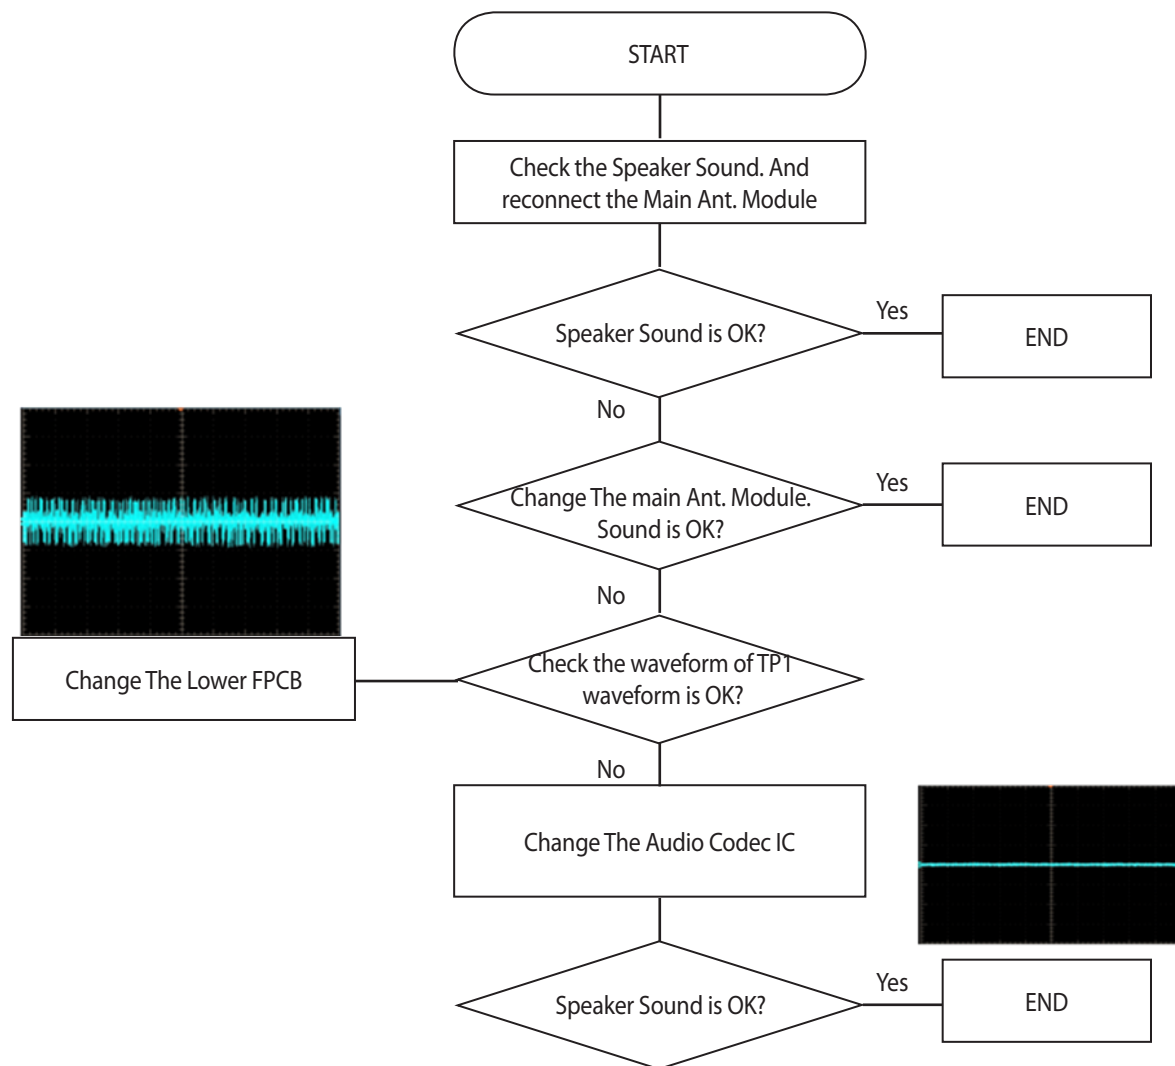 START
Check the Speaker Sound. And
reconnect the Main Ant. Module
Speaker Sound is OK?
Yes
END
No
Change The main Ant. Module.
Sound is OK?
Yes
END
No
Check the waveform of TP1
waveform is OK?
Change The Lower FPCB
No
Change The Audio Codec IC
Speaker Sound is OK?
Yes
END